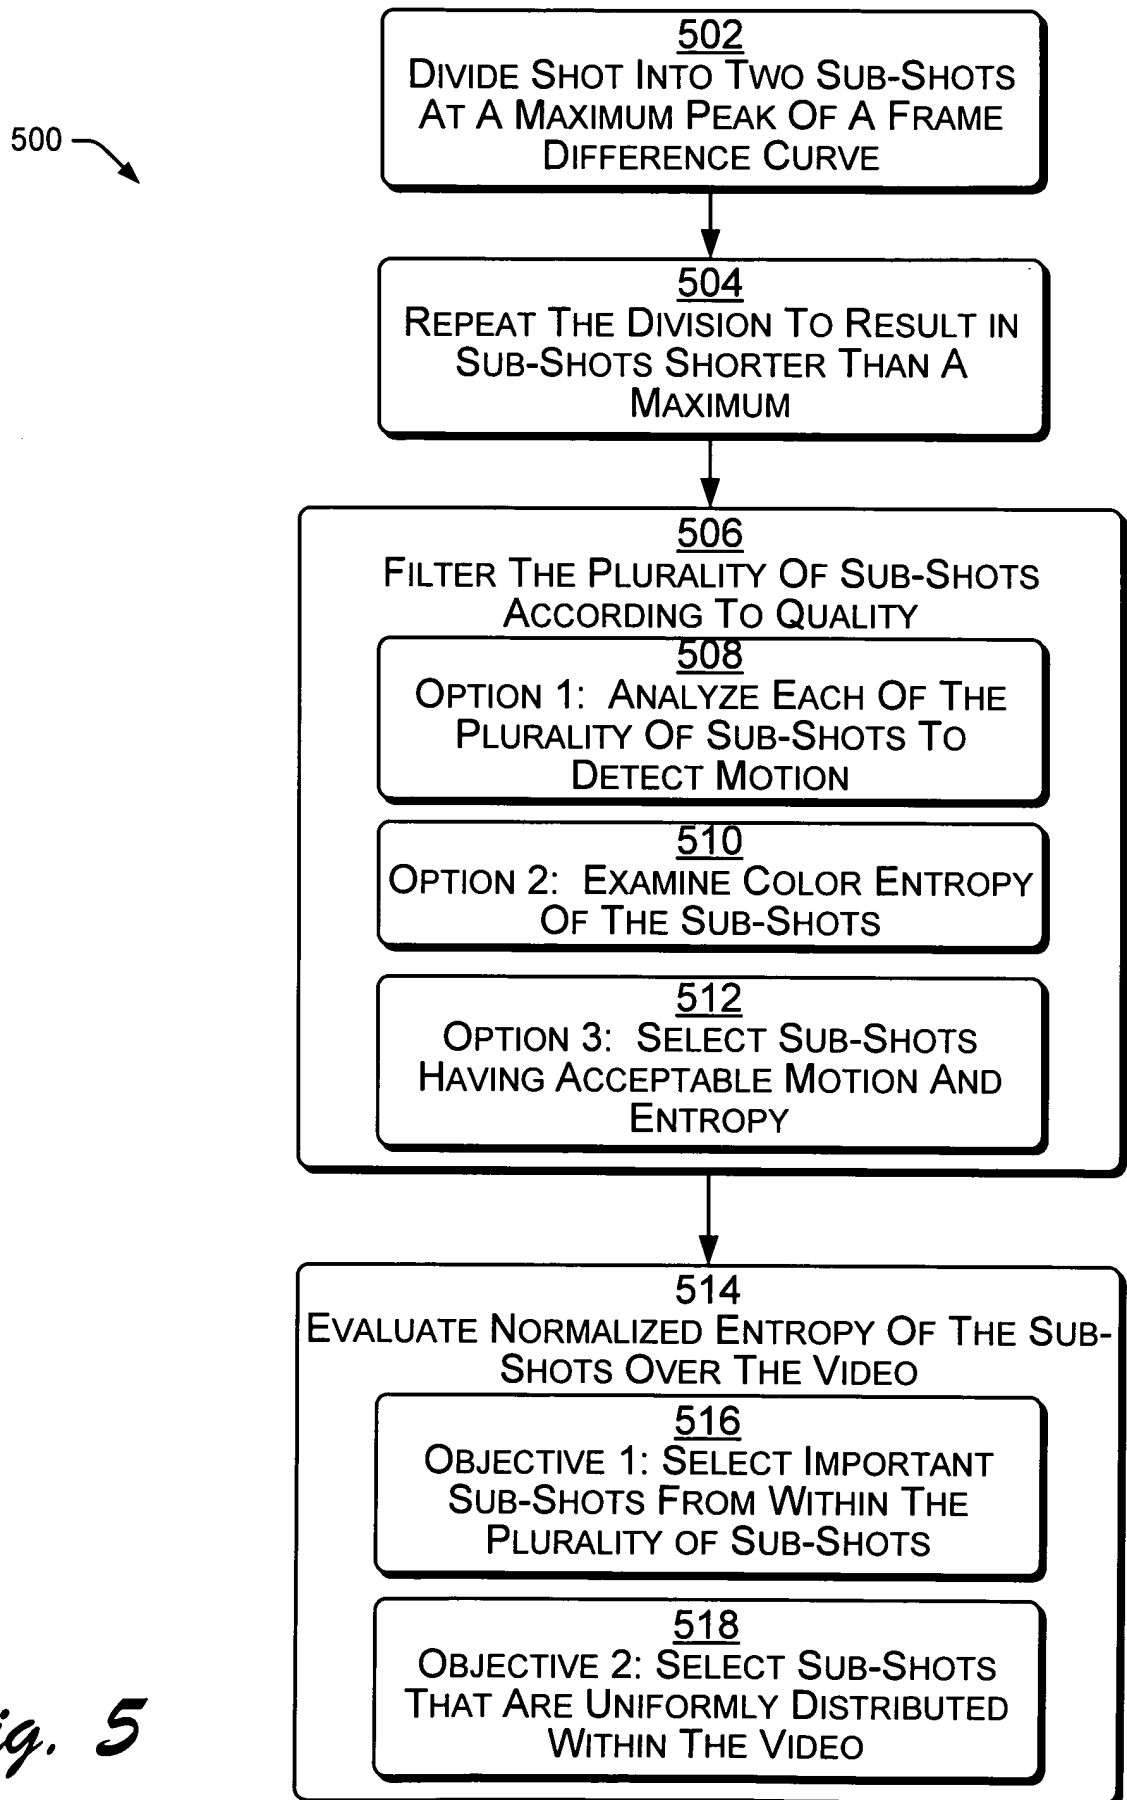 502
DIVIDE SHOT INTO TWO SUB-SHOTS
AT A MAXIMUM PEAK OF A FRAME
DIFFERENCE CURVE
500
504
REPEAT THE DIVISION TO RESULT IN
SUB-SHOTS SHORTER THAN A
MAXIMUM
506
FILTER THE PLURALITY OF SUB-SHOTS
ACCORDING TO QUALITY
508
OPTION 1: ANALYZE EACH OF THE
PLURALITY OF SUB-SHOTS TO
DETECT MOTION
510
OPTION 2: EXAMINE COLOR ENTROPY
OF THE SUB-SHOTS
512
OPTION 3: SELECT SUB-SHOTS
HAVING ACCEPTABLE MOTION AND
ENTROPY
514
EVALUATE NORMALIZED ENTROPY OF THE SUB-
SHOTS OVER THE VIDEO
516
OBJECTIVE 1: SELECT IMPORTANT
SUB-SHOTS FROM WITHIN THE
PLURALITY OF SUB-SHOTS
518
OBJECTIVE 2: SELECT SUB-SHOTS
THAT ARE UNIFORMLY DISTRIBUTED
WITHIN THE VIDEO
ig. 5